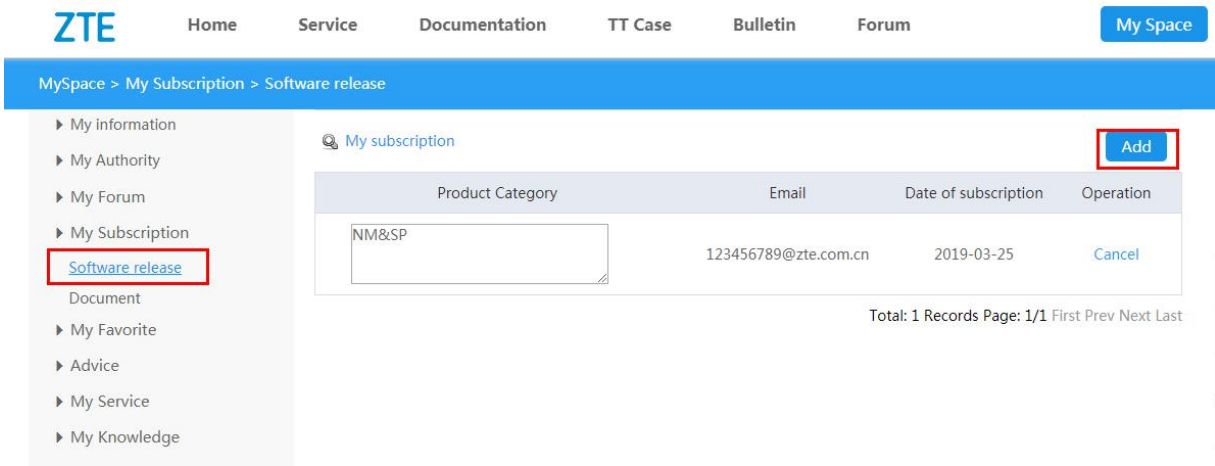 ZTE Home Service Documentation TT Case Bulletin Forum My Space
MySpace > My Subscription > Software release
My information
My Authority
My Forum
My Subscription
Software release
Document
My Favorite
Advice
My Service
My Knowledge
My subscription
Add
Product Category Email Date of subscription Operation
NM&SP 123456789@zte.com.cn 2019-03-25 Cancel
Total: 1 Records Page: 1/1 First Prev Next Last